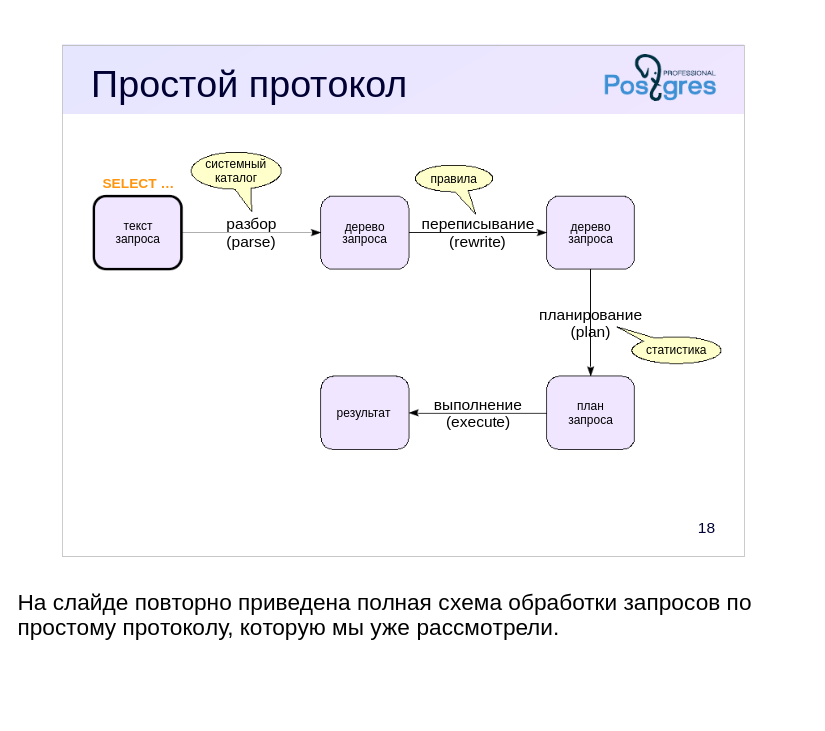 Простой протокол
PROFESSIONAL
Postgres
системный
каталог
правила
SELECT ...
текст
запроса
разбор
(parse)
дерево
запроса
переписывание
(rewrite)
дерево
запроса
планирование
(plan)
статистика
результат
выполнение
(execute)
план
запроса
18
На слайде повторно приведена полная схема обработки запросов по
простому протоколу, которую мы уже рассмотрели.